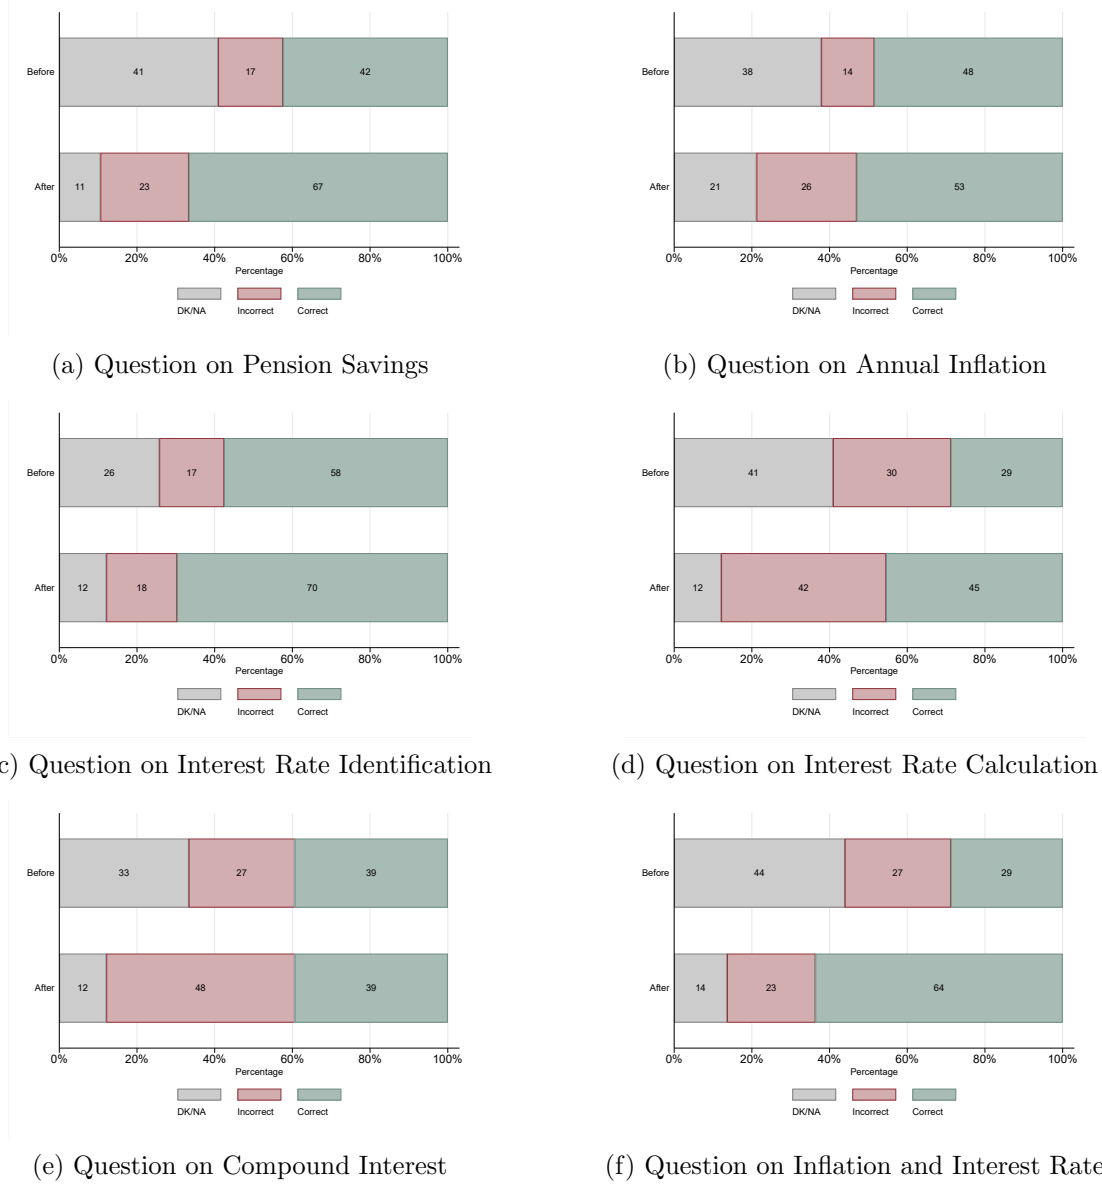 Before 41 17 42
After 11 23 67
0% 20% 40% 60% 80% 100%
Percentage
DK/NA Incorrect Correct
(a) Question on Pension Savings
Before 38 14 48
After 21 26 53
0% 20% 40% 60% 80% 100%
Percentage
DK/NA Incorrect Correct
(b) Question on Annual Inflation
Before 26 17 58
After 12 18 70
0% 20% 40% 60% 80% 100%
Percentage
DK/NA Incorrect Correct
c) Question on Interest Rate Identification
Before 41 30 29
After 12 42 45
0% 20% 40% 60% 80% 100%
Percentage
DK/NA Incorrect Correct
(d) Question on Interest Rate Calculation
Before 33 27 39
After 12 48 39
0% 20% 40% 60% 80% 100%
Percentage
DK/NA Incorrect Correct
(e) Question on Compound Interest
Before 44 27 29
After 14 23 64
0% 20% 40% 60% 80% 100%
Percentage
DK/NA Incorrect Correct
(f) Question on Inflation and Interest Rate